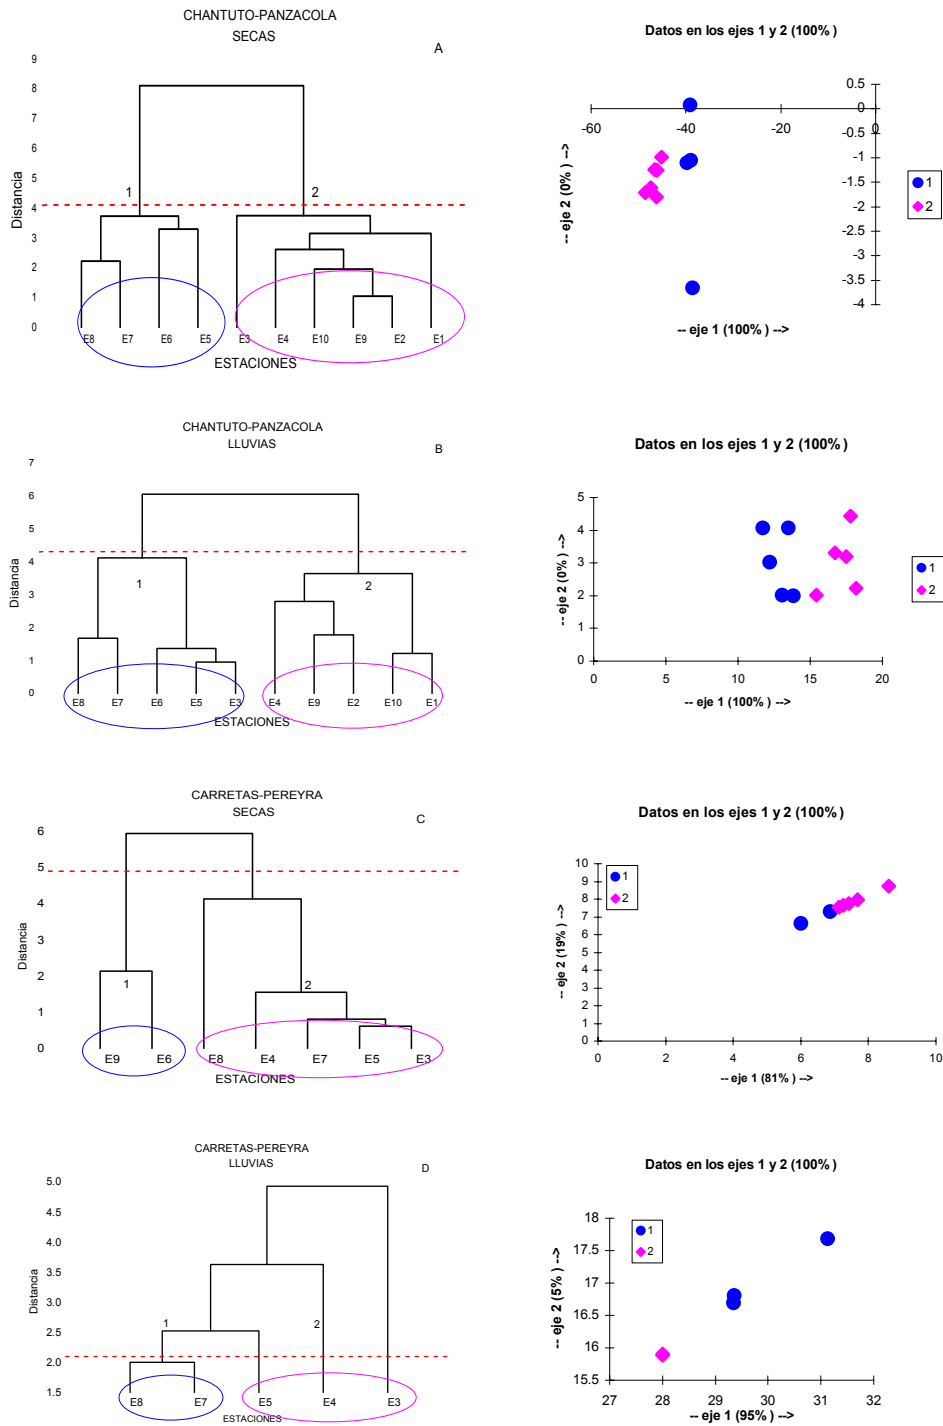 CHANTUTO-PANZACOLA
SECAS
A
9
8
7
6
5
4
3
2
1
0
Distancia
1
2
E8 E7 E6 E5 E3 E4 E10 E9 E2 E1
ESTACIONES
Datos en los ejes 1 y 2 (100% )
0.5
0
-0.5
-1
-1.5
-2
-2.5
-3
-3.5
-4
-60 -40 -20 0
-- eje 2 (0% ) -->
-- eje 1 (100% ) -->
1
2
CHANTUTO-PANZACOLA
LLUVIAS
B
7
6
5
4
3
2
1
0
Distancia
1
2
E8 E7 E6 E5 E3 E4 E9 E2 E10 E1
ESTACIONES
Datos en los ejes 1 y 2 (100% )
5
4
3
2
1
0
0 5 10 15 20
-- eje 2 (0% ) -->
-- eje 1 (100% ) -->
1
2
CARRETAS-PEREYRA
SECAS
C
6
5
4
3
2
1
0
Distancia
1
2
E9 E6 E8 E4 E7 E5 E3
ESTACIONES
Datos en los ejes 1 y 2 (100% )
10
9
8
7
6
5
4
3
2
1
0
0 2 4 6 8 10
-- eje 2 (19% ) -->
-- eje 1 (81% ) -->
1
2
CARRETAS-PEREYRA
LLUVIAS
D
5.0
4.5
4.0
3.5
3.0
2.5
2.0
1.5
Distancia
1
2
E8 E7 E5 E4 E3
ESTACIONES
Datos en los ejes 1 y 2 (100% )
18
17.5
17
16.5
16
15.5
27 28 29 30 31 32
-- eje 2 (5% ) -->
-- eje 1 (95% ) -->
1
2